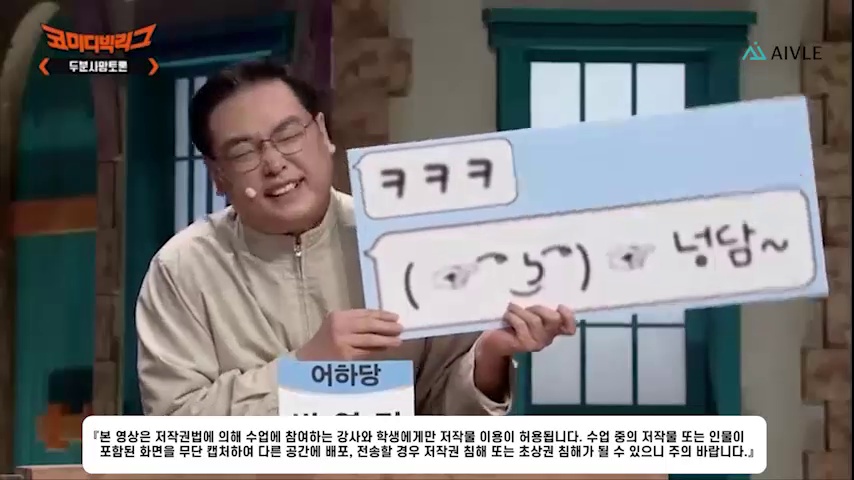 코미디빅리그
두분사망토론
AIVLE
ㅋㅋㅋ
( ͡° ͜ʖ ͡°) 넝담~
어하당
『본 영상은 저작권법에 의해 수업에 참여하는 강사와 학생에게만 저작물 이용이 허용됩니다. 수업 중의 저작물 또는 인물이
포함된 화면을 무단 캡처하여 다른 공간에 배포, 전송할 경우 저작권 침해 또는 초상권 침해가 될 수 있으니 주의 바랍니다.』